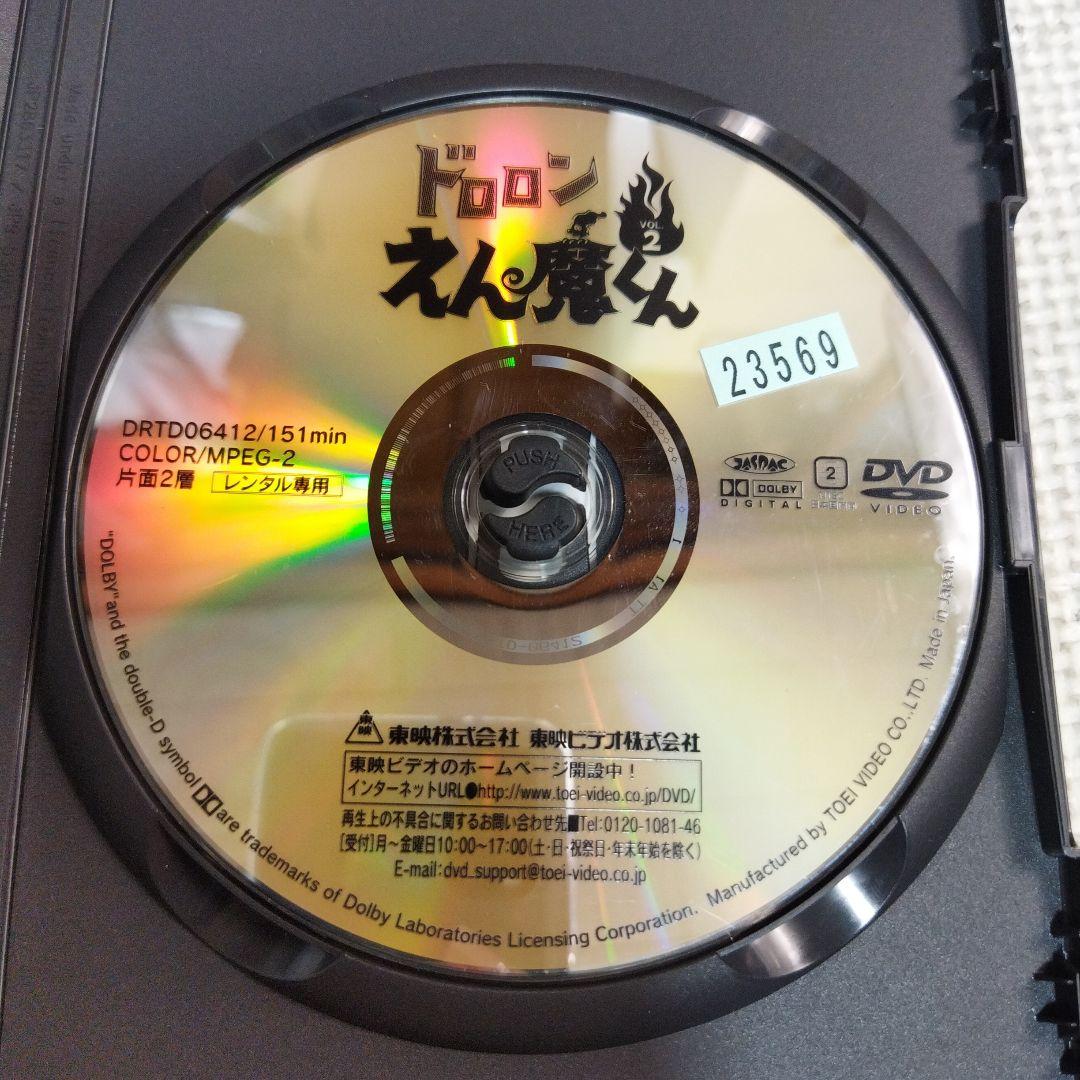 ドロロン
えん魔くん
VOL.
2
23569
DRTD06412/151min
COLOR/MPEG-2
片面2層 レンタル専用
PUSH
HERE
JASRAC
DOLBY
DIGITAL
2
NTSC
DVD
VIDEO
東映
東映株式会社 東映ビデオ株式会社
東映ビデオのホームページ開設中!
インターネットURL●http://www.toei-video.co.jp/DVD/
再生上の不具合に関するお問い合わせ先■Tel:0120-1081-46
[受付]月~金曜日10:00~17:00(土・日・祝祭日・年末年始を除く)
E-mail:dvd_support@toei-video.co.jp
"DOLBY" and the double-D symbol are trademarks of Dolby Laboratories Licensing Corporation. Manufactured by TOEI VIDEO CO.,LTD. Made in Japan.